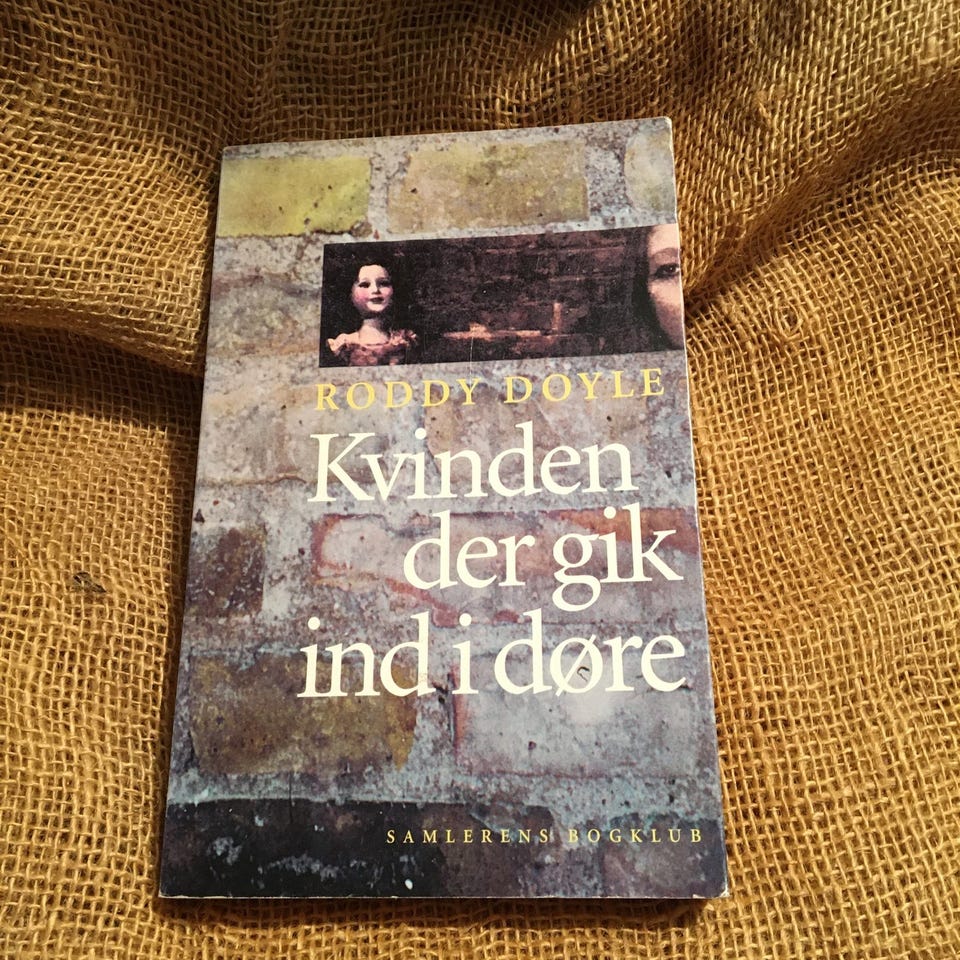 RODDY DOYLE
Kvinden
der gik
ind i døre
SAMLERENS BOGKLUB